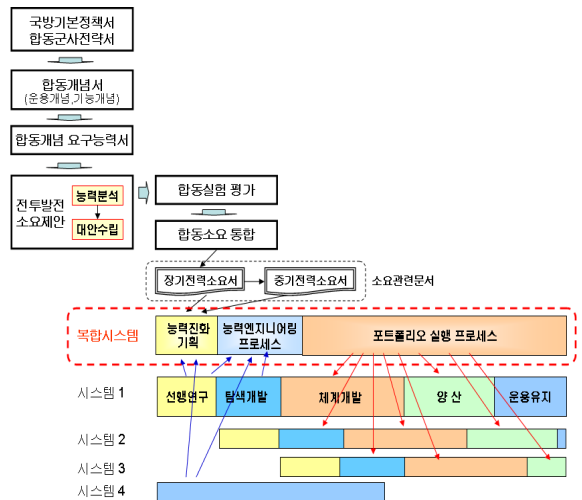 국방기본정책서
합동군사전략서
합동개념서
(운용개념,기능개념)
합동개념 요구능력서
전투발전
소요제안
능력분석
대안수립
합동실험 평가
합동소요 통합
장기전력소요서
중기전력소요서
소요관련문서
복합시스템
능력진화
기획
능력엔지니어링
프로세스
포트폴리오 실행 프로세스
시스템 1
선행연구
탐색개발
체계개발
양 산
운용유지
시스템 2
시스템 3
시스템 4